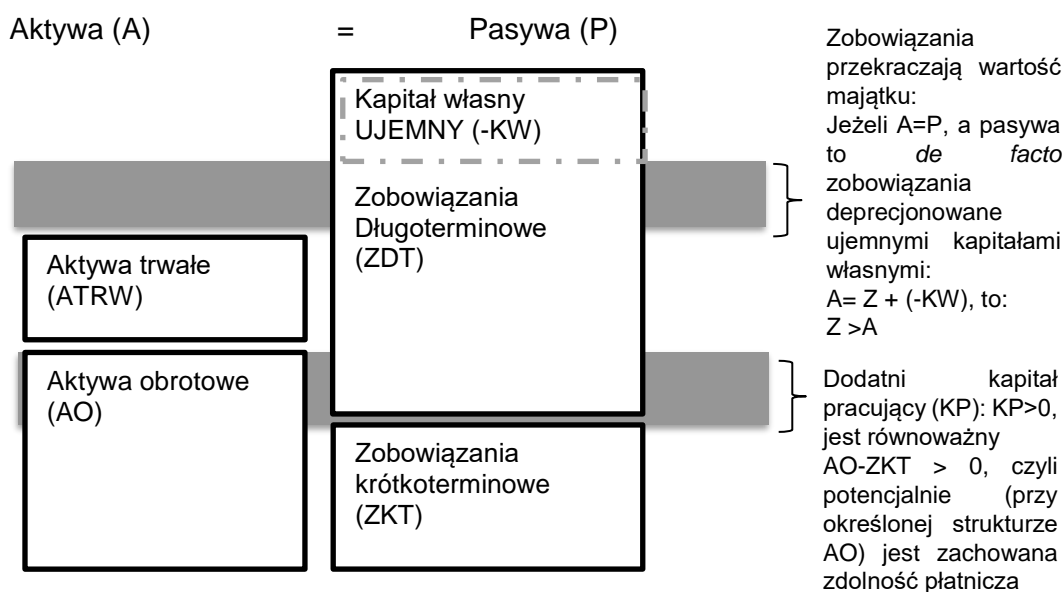 Aktywa (A) = Pasywa (P)
Kapitał własny
UJEMNY (-KW)
Zobowiązania
Długoterminowe
(ZDT)
Aktywa trwałe
(ATRW)
Aktywa obrotowe
(AO)
Zobowiązania
krótkoterminowe
(ZKT)
Zobowiązania
przekraczają wartość
majątku:
Jeżeli A=P, a pasywa
to de facto
zobowiązania
deprecjonowane
ujemnymi kapitałami
własnymi:
A= Z + (-KW), to:
Z >A
Dodatni kapitał
pracujący (KP): KP>0,
jest równoważny
AO-ZKT > 0, czyli
potencjalnie (przy
określonej strukturze
AO) jest zachowana
zdolność płatnicza